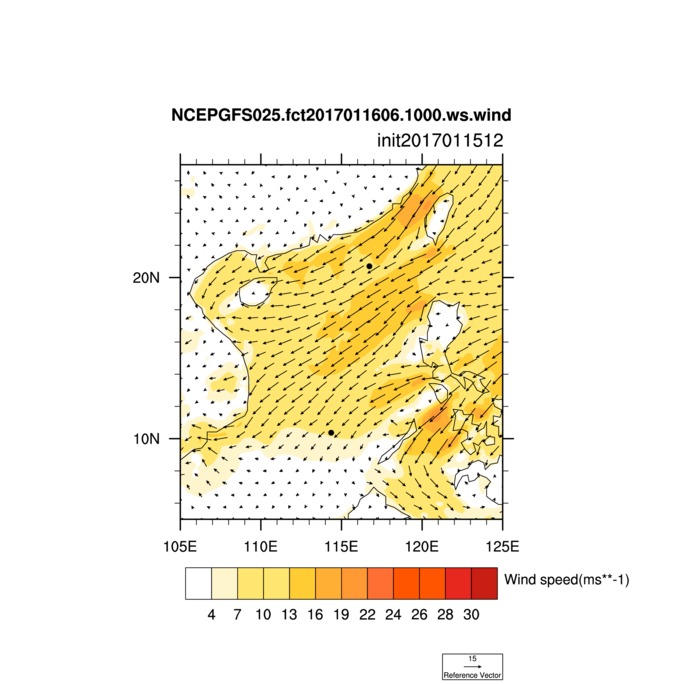 NCEPGFS025.fct2017011606.1000.ws.wind
init2017011512
20N
10N
105E 110E 115E 120E 125E
Wind speed(ms**-1)
4 7 10 13 16 19 22 24 26 28 30
15
Reference Vector